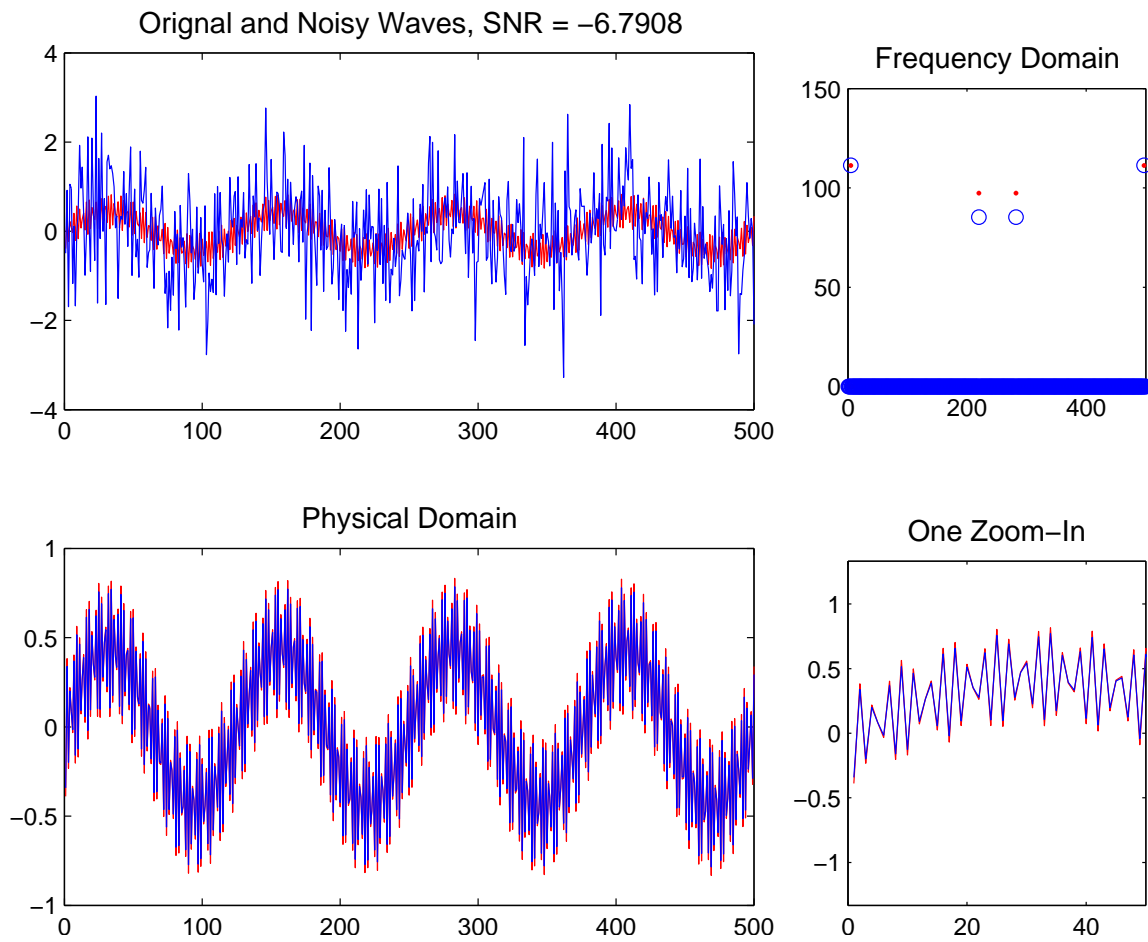 Orignal and Noisy Waves, SNR = −6.7908
4
2
0
−2
−4
0 100 200 300 400 500
Frequency Domain
150
100
50
0
0 200 400
Physical Domain
1
0.5
0
−0.5
−1
0 100 200 300 400 500
One Zoom−In
1
0.5
0
−0.5
−1
0 20 40